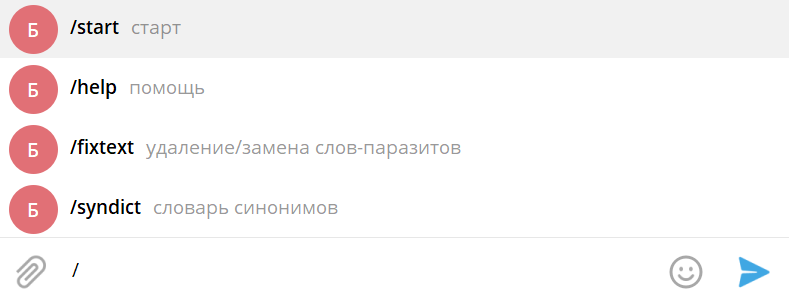 Б /start старт
Б /help помощь
Б /fixtext удаление/замена слов-паразитов
Б /syndict словарь синонимов
/